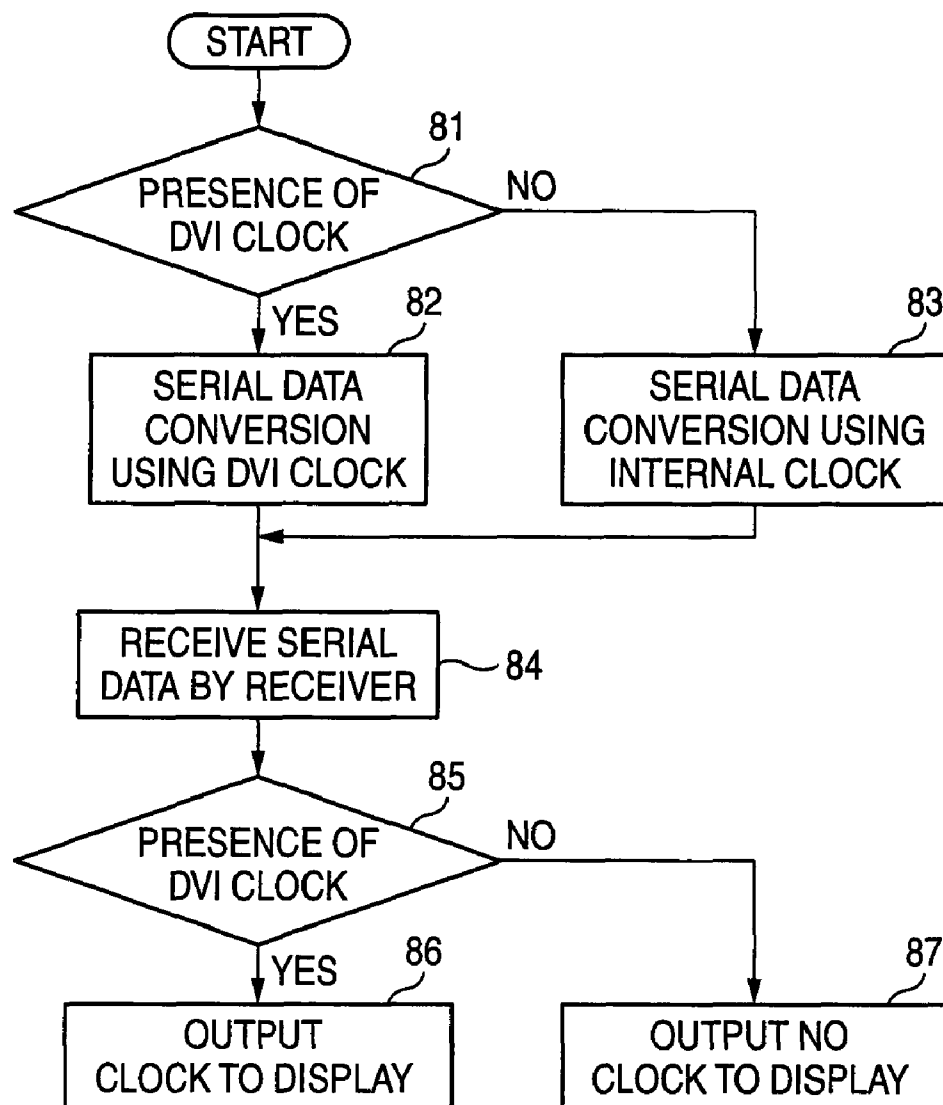 START
81
PRESENCE OF
DVI CLOCK
NO
YES
82
SERIAL DATA
CONVERSION
USING DVI CLOCK
83
SERIAL DATA
CONVERSION USING
INTERNAL CLOCK
RECEIVE SERIAL
DATA BY RECEIVER
84
85
PRESENCE OF
DVI CLOCK
NO
YES
86
OUTPUT
CLOCK TO DISPLAY
87
OUTPUT NO
CLOCK TO DISPLAY